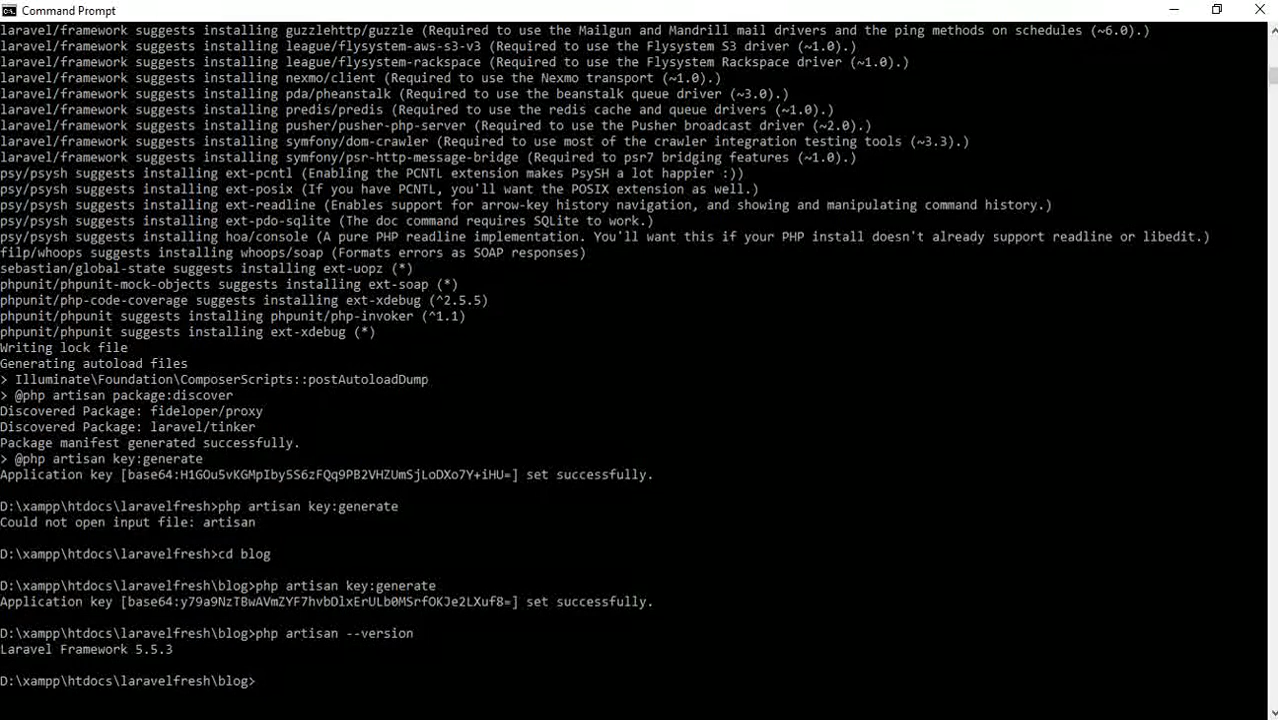 Command Prompt
laravel/framework suggests installing guzzlehttp/guzzle (Required to use the Mailgun and Mandrill mail drivers and the ping methods on schedules (~6.0).)
laravel/framework suggests installing league/flysystem-aws-s3-v3 (Required to use the Flysystem S3 driver (~1.0).)
laravel/framework suggests installing league/flysystem-rackspace (Required to use the Flysystem Rackspace driver (~1.0).)
laravel/framework suggests installing nexmo/client (Required to use the Nexmo transport (~1.0).)
laravel/framework suggests installing pda/pheanstalk (Required to use the beanstalk queue driver (~3.0).)
laravel/framework suggests installing predis/predis (Required to use the redis cache and queue drivers (~1.0).)
laravel/framework suggests installing pusher/pusher-php-server (Required to use the Pusher broadcast driver (~2.0).)
laravel/framework suggests installing symfony/dom-crawler (Required to use most of the crawler integration testing tools (~3.3).)
laravel/framework suggests installing symfony/psr-http-message-bridge (Required to psr7 bridging features (~1.0).)
psy/psysh suggests installing ext-pcntl (Enabling the PCNTL extension makes PsySH a lot happier :))
psy/psysh suggests installing ext-posix (If you have PCNTL, you'll want the POSIX extension as well.)
psy/psysh suggests installing ext-readline (Enables support for arrow-key history navigation, and showing and manipulating command history.)
psy/psysh suggests installing ext-pdo-sqlite (The doc command requires SQLite to work.)
psy/psysh suggests installing hoa/console (A pure PHP readline implementation. You'll want this if your PHP install doesn't already support readline or libedit.)
filp/whoops suggests installing whoops/soap (Formats errors as SOAP responses)
sebastian/global-state suggests installing ext-uopz (*)
phpunit/phpunit-mock-objects suggests installing ext-soap (*)
phpunit/php-code-coverage suggests installing ext-xdebug (^2.5.5)
phpunit/phpunit suggests installing phpunit/php-invoker (^1.1)
phpunit/phpunit suggests installing ext-xdebug (*)
Writing lock file
Generating autoload files
> Illuminate\Foundation\ComposerScripts::postAutoloadDump
> @php artisan package:discover
Discovered Package: fideloper/proxy
Discovered Package: laravel/tinker
Package manifest generated successfully.
> @php artisan key:generate
Application key [base64:H1GOu5vKGMpIby5S6zFQq9PB2VHZUmSjLoDXo7Y+iHU=] set successfully.
D:\xampp\htdocs\laravelfresh>php artisan key:generate
Could not open input file: artisan
D:\xampp\htdocs\laravelfresh>cd blog
D:\xampp\htdocs\laravelfresh\blog>php artisan key:generate
Application key [base64:y79a9NzTBwAVmZYF7hvbDlxErULb0MSrfOKJe2LXuf8=] set successfully.
D:\xampp\htdocs\laravelfresh\blog>php artisan --version
Laravel Framework 5.5.3
D:\xampp\htdocs\laravelfresh\blog>